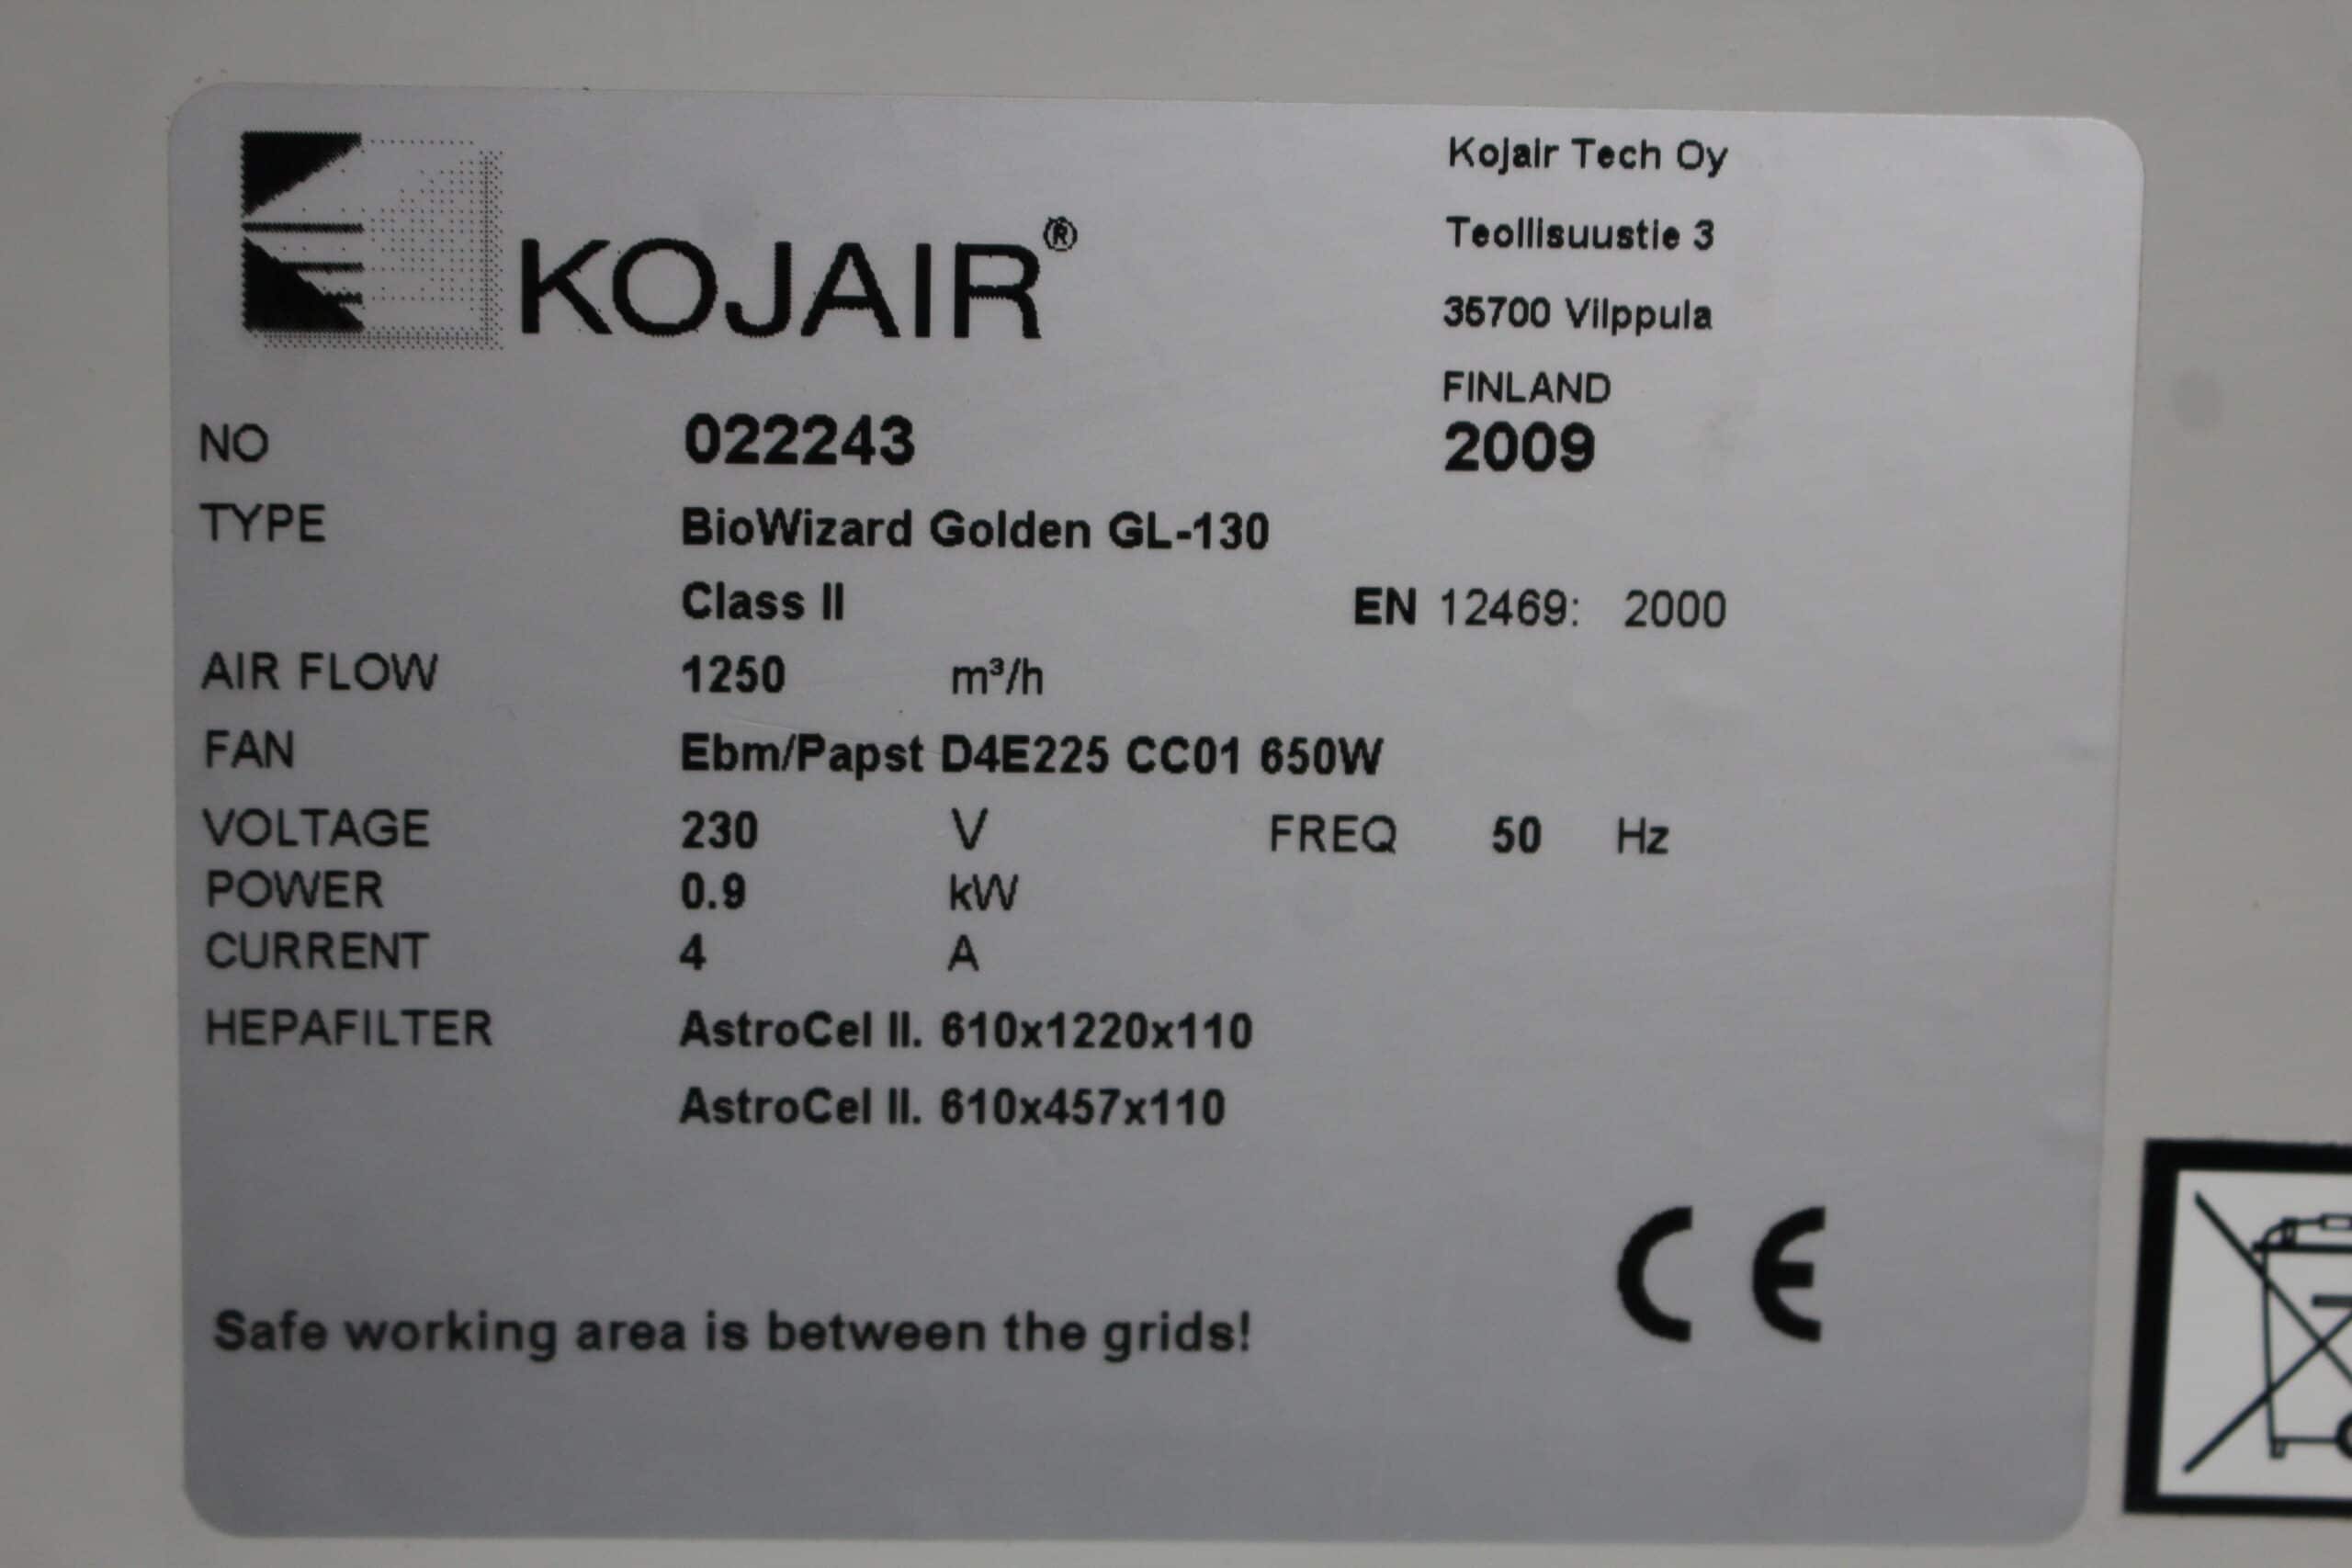 KOJAIR®
Kojair Tech Oy
Teollisuustie 3
35700 Vilppula
FINLAND
NO 022243 2009
TYPE BioWizard Golden GL-130
Class II EN 12469: 2000
AIR FLOW 1250 m³/h
FAN Ebm/Papst D4E225 CC01 650W
VOLTAGE 230 V FREQ 50 Hz
POWER 0.9 kW
CURRENT 4 A
HEPAFILTER AstroCel II. 610x1220x110
AstroCel II. 610x457x110
CE
Safe working area is between the grids!